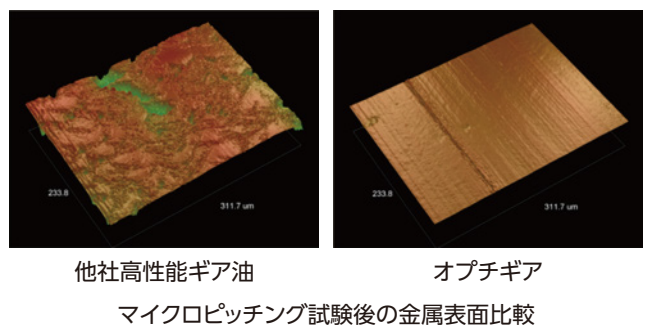 233.8
311.7 um
233.8
311.7 um
他社高性能ギア油
オプチギア
マイクロピッチング試験後の金属表面比較